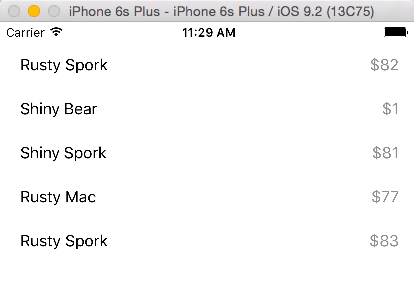 iPhone 6s Plus - iPhone 6s Plus / iOS 9.2 (13C75)
Carrier 11:29 AM
Rusty Spork $82
Shiny Bear $1
Shiny Spork $81
Rusty Mac $77
Rusty Spork $83